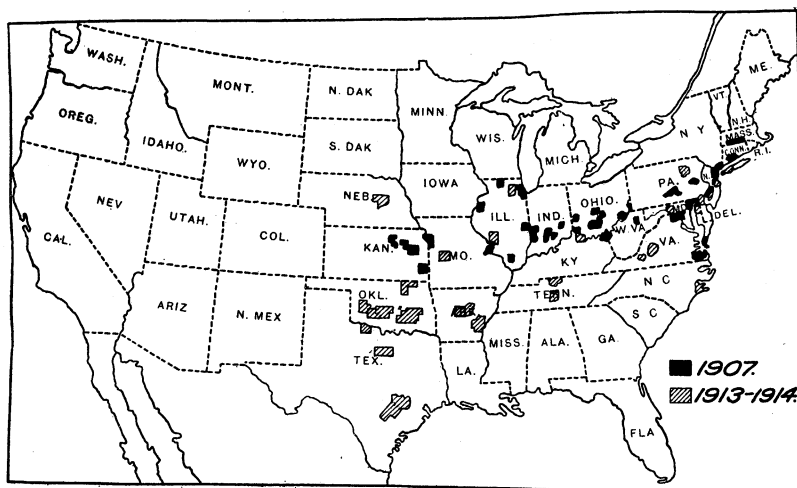 WASH.
MONT.
N. DAK
MINN.
ME.
VT.
N.H.
OREG.
IDAHO.
S. DAK
WIS.
MICH.
N Y
MASS.
CONN.
R.I.
WYO.
NEB.
IOWA
PA.
N.J.
NEV
UTAH.
COL.
ILL.
IND.
OHIO.
DEL.
W. VA.
VA.
CAL.
KAN.
MO.
KY
ARIZ
N. MEX
OKL.
TENN.
N C
S C
TEX.
LA.
MISS.
ALA.
GA.
FLA
1907.
1913-1914.